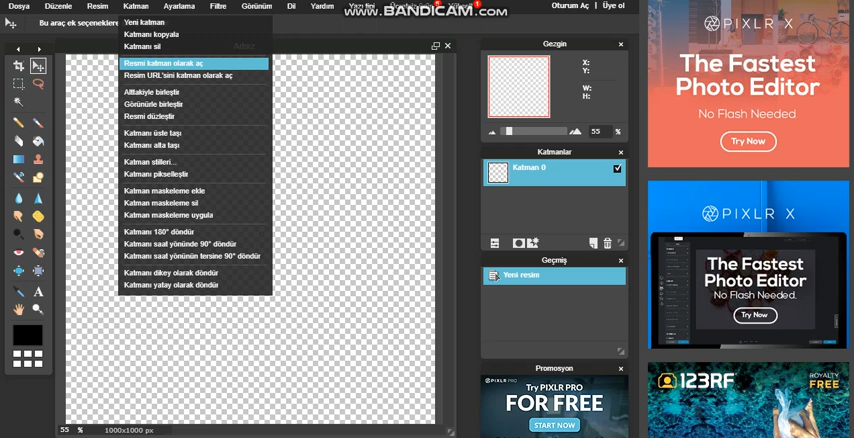 Dosya Düzenle Resim Katman Ayarlama Filtre Görünüm Dil Yardım Yazı tipi Oturum Aç | Üye ol
www.BANDICAM.com
Bu araç ek seçeneklere
Yeni katman
Katmanı kopyala
Katmanı sil
Resmi katman olarak aç
Resim URL'sini katman olarak aç
Alttakiyle birleştir
Görünürle birleştir
Resmi düzleştir
Katmanı üste taşı
Katmanı alta taşı
Katman stilleri...
Katmanı pikselleştir
Katman maskeleme ekle
Katman maskeleme sil
Katman maskeleme uygula
Katmanı 180° döndür
Katmanı saat yönünde 90° döndür
Katmanı saat yönünün tersine 90° döndür
Katmanı dikey olarak döndür
Katmanı yatay olarak döndür
A
55 % 1000x1000 px
Gezgin
X:
Y:
W:
H:
55 %
Katmanlar
Katman 0
Geçmiş
Yeni resim
Promosyon
PIXLR PRO
Try PIXLR PRO
FOR FREE
START NOW
The Fastest
Photo Editor
No Flash Needed
Try Now
PIXLR X
The Fastest
Photo Editor
No Flash Needed.
Try Now
123RF
ROYALTY
FREE